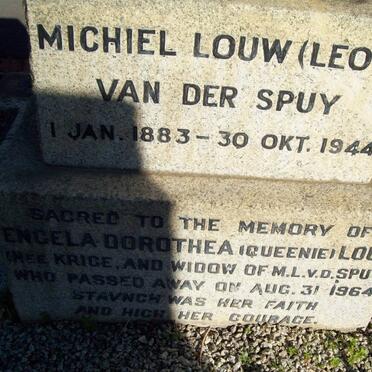 MICHIEL LOUW (LEO
VAN DER SPUY
1 JAN. 1883 – 30 OKT. 1944
SACRED TO THE MEMORY OF
ENGELA DOROTHEA (QUEENIE) LOU
(NEE KRIGE, AND WIDOW OF M.L.v.D. SPU
WHO PASSED AWAY ON AUG. 31 1964
STAVNCH WAS HER FAITH
AND HIGH HER COURAGE.